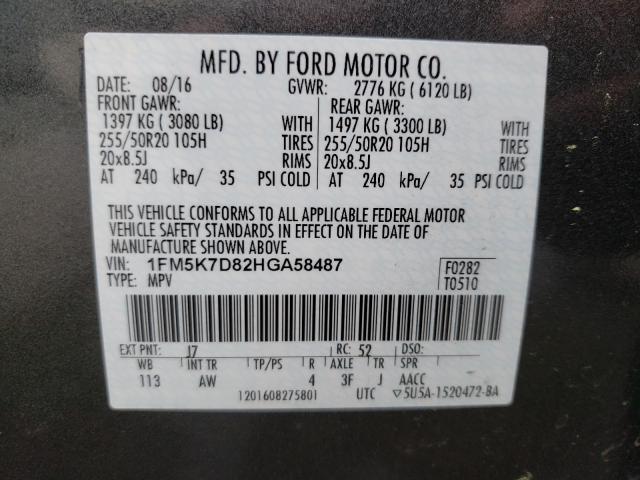 MFD. BY FORD MOTOR CO.
DATE: 08/16 GVWR: 2776 KG ( 6120 LB)
FRONT GAWR: REAR GAWR:
1397 KG ( 3080 LB) WITH 1497 KG ( 3300 LB) WITH
255/50R20 105H TIRES 255/50R20 105H TIRES
20x8.5J RIMS 20x8.5J RIMS
AT 240 kPa/ 35 PSI COLD AT 240 kPa/ 35 PSI COLD
THIS VEHICLE CONFORMS TO ALL APPLICABLE FEDERAL MOTOR
VEHICLE SAFETY STANDARDS IN EFFECT ON THE DATE OF
MANUFACTURE SHOWN ABOVE.
VIN: 1FM5K7D82HGA58487 F0282
TYPE: MPV T0510
EXT PNT: J7 RC: 52 DSO:
WB INT TR TP/PS R AXLE TR SPR
113 AW 4 3F J AACC
1201608275801 UTC ▽5U5A-1520472-BA